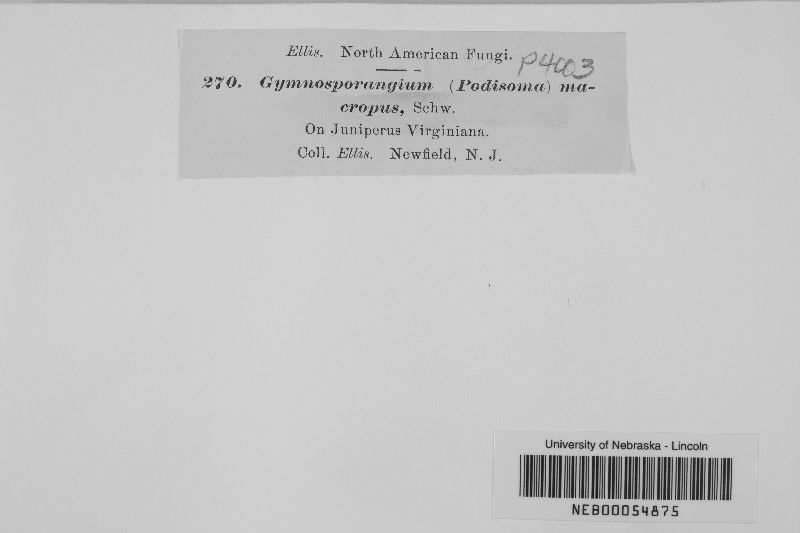 Ellis. North American Fungi.
P4003
270. Gymnosporangium (Podisoma) ma-
cropus, Schw.
On Juniperus Virginiana.
Coll. Ellis. Newfield, N. J.
University of Nebraska - Lincoln
NEB00054875